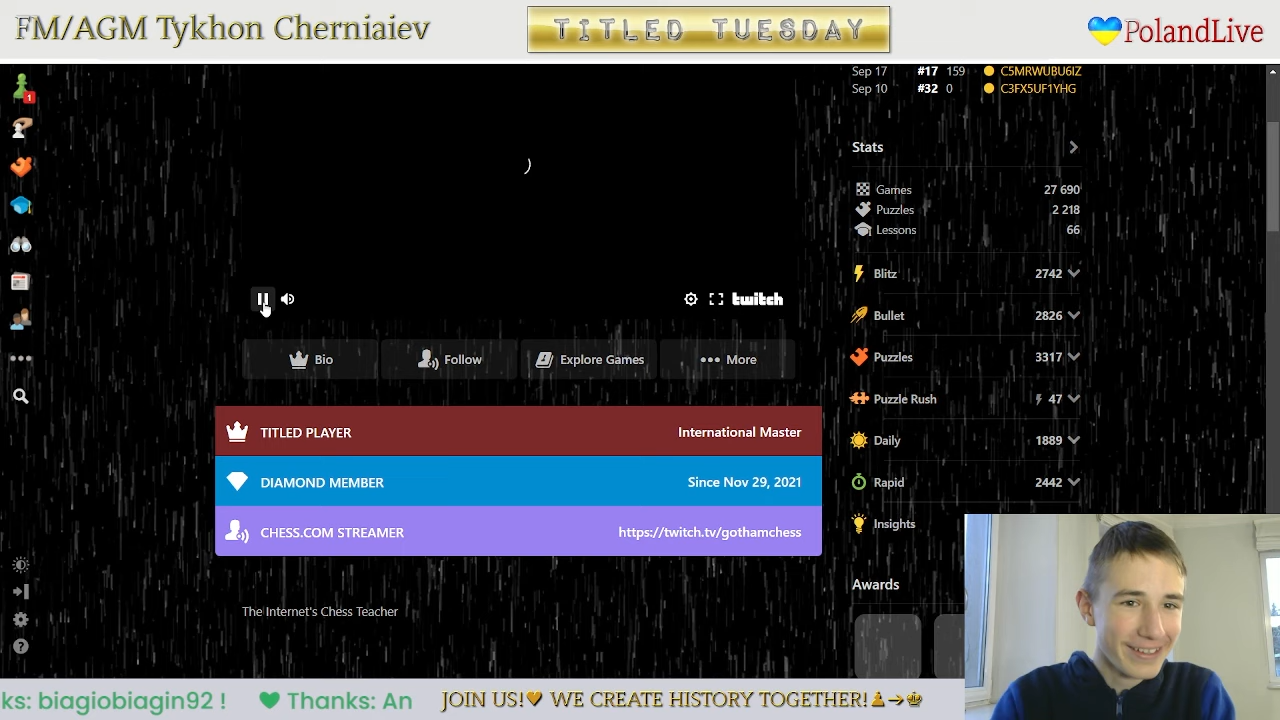 FM/AGM Tykhon Cherniaiev
TITLED TUESDAY
PolandLive
1
Sep 17 #17 159 C5MRWUBU6IZ
Sep 10 #32 0 C3FX5UF1YHG
Stats
Games 27 690
Puzzles 2 218
Lessons 66
Blitz 2742
Bullet 2826
Puzzles 3317
Puzzle Rush 47
Daily 1889
Rapid 2442
Insights
Awards
twitch
Bio
Follow
Explore Games
More
TITLED PLAYER International Master
DIAMOND MEMBER Since Nov 29, 2021
CHESS.COM STREAMER https://twitch.tv/gothamchess
The Internet's Chess Teacher
ks: biagiobiagin92 ! 💚 Thanks: An
JOIN US!🧡 WE CREATE HISTORY TOGETHER!♟→♚